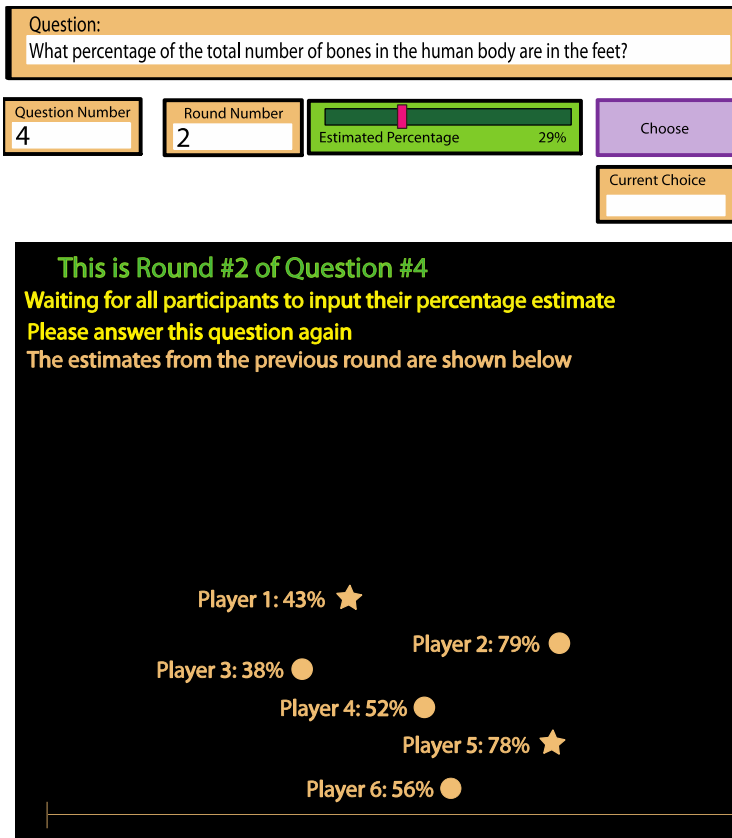 Question:
What percentage of the total number of bones in the human body are in the feet?
Question Number
4
Round Number
2
Estimated Percentage 29%
Choose
Current Choice
This is Round #2 of Question #4
Waiting for all participants to input their percentage estimate
Please answer this question again
The estimates from the previous round are shown below
Player 1: 43%
Player 2: 79%
Player 3: 38%
Player 4: 52%
Player 5: 78%
Player 6: 56%